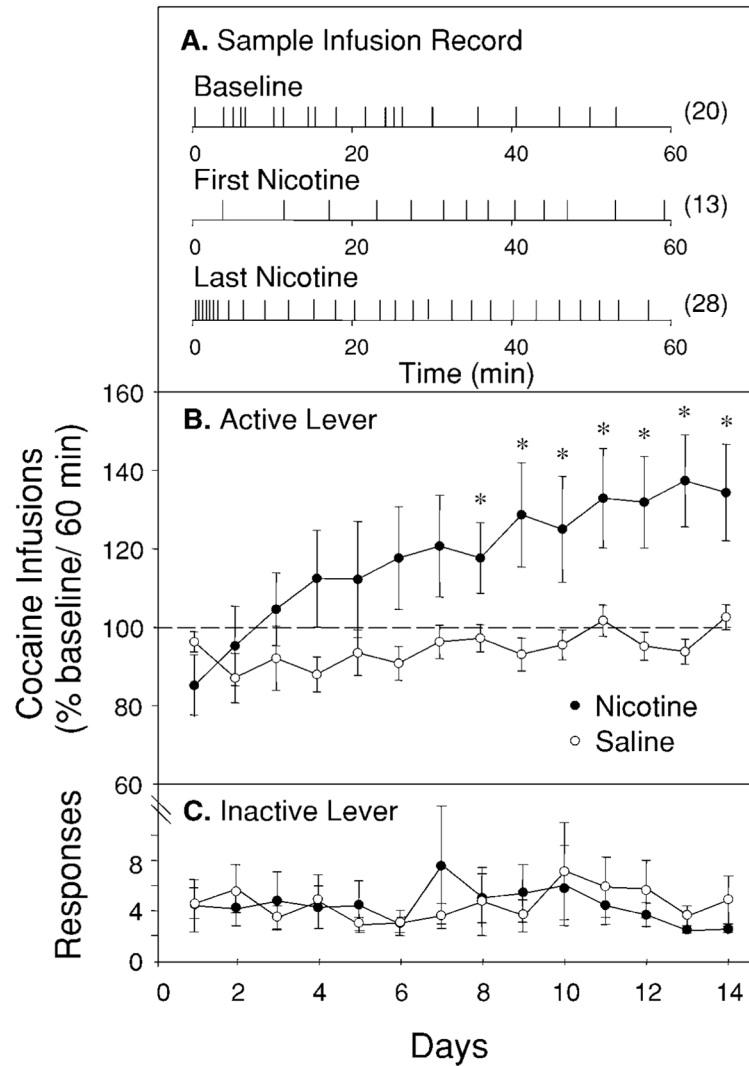 A. Sample Infusion Record
Baseline
(20)
0 20 40 60
First Nicotine
(13)
0 20 40 60
Last Nicotine
(28)
0 20 40 60
Time (min)
160
140
120
100
80
60
Cocaine Infusions
(% baseline/ 60 min)
B. Active Lever
* * * * * * *
Nicotine
Saline
C. Inactive Lever
Responses
8
4
0
0 2 4 6 8 10 12 14
Days